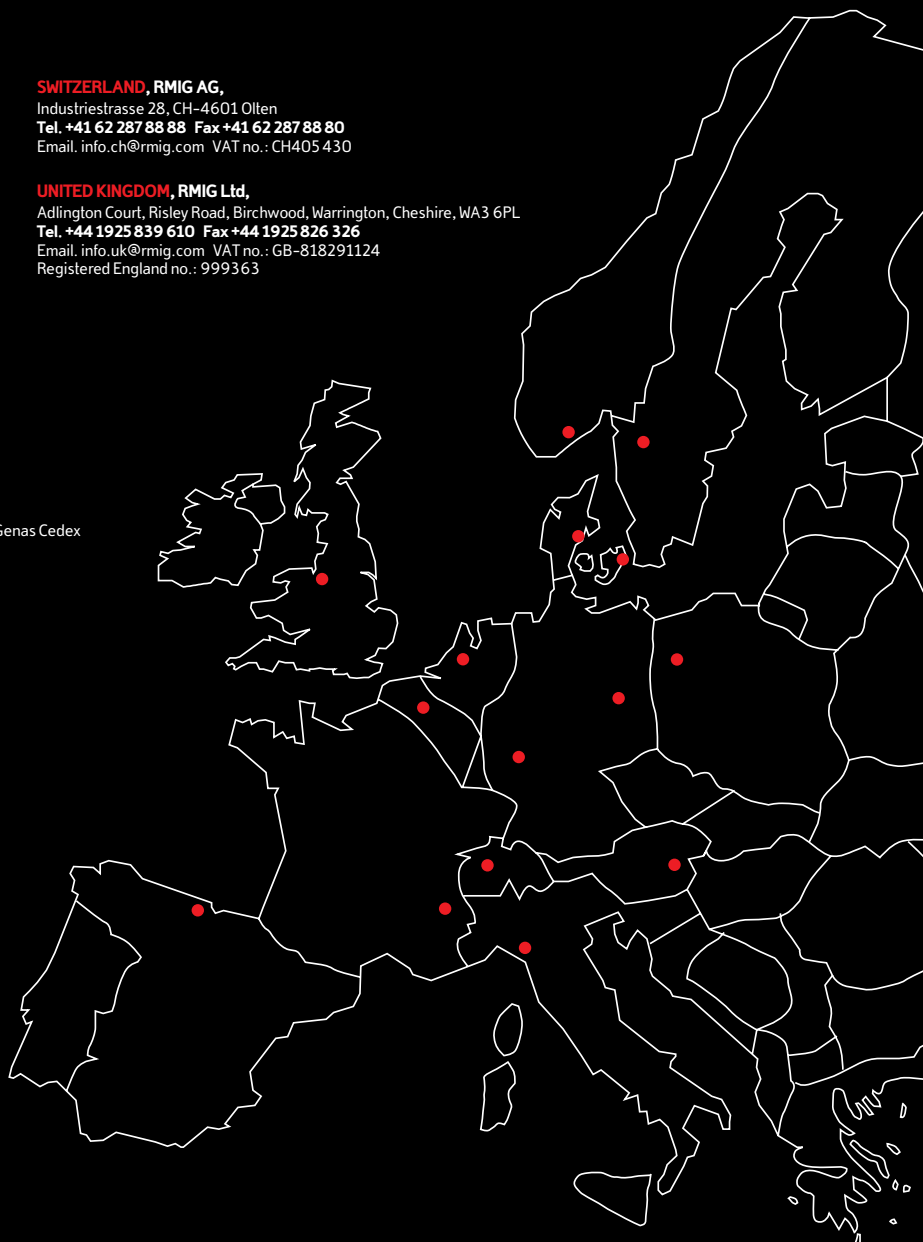 SWITZERLAND, RMIG AG,
Industriestrasse 28, CH-4601 Olten
Tel. +41 62 287 88 88 Fax +41 62 287 88 80
Email. info.ch@rmig.com VAT no.: CH405 430
UNITED KINGDOM, RMIG Ltd,
Adlington Court, Risley Road, Birchwood, Warrington, Cheshire, WA3 6PL
Tel. +44 1925 839 610 Fax +44 1925 826 326
Email. info.uk@rmig.com VAT no.: GB-818291124
Registered England no.: 999363
Genas Cedex